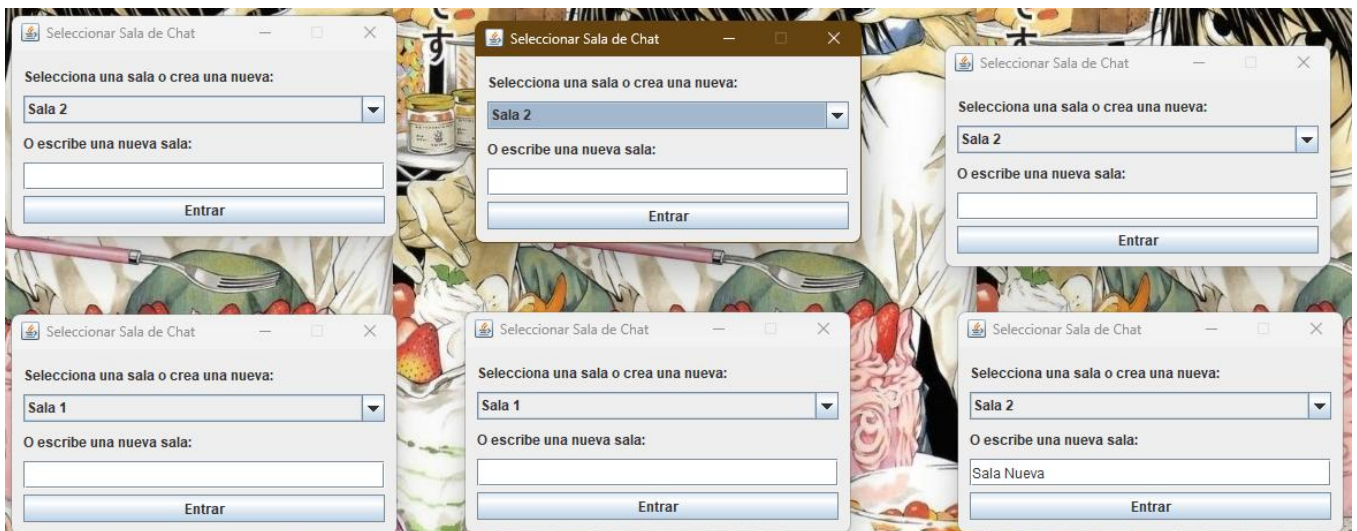 Seleccionar Sala de Chat
Selecciona una sala o crea una nueva:
Sala 2
O escribe una nueva sala:
Entrar
Seleccionar Sala de Chat
Selecciona una sala o crea una nueva:
Sala 2
O escribe una nueva sala:
Entrar
Seleccionar Sala de Chat
Selecciona una sala o crea una nueva:
Sala 2
O escribe una nueva sala:
Entrar
Seleccionar Sala de Chat
Selecciona una sala o crea una nueva:
Sala 1
O escribe una nueva sala:
Entrar
Seleccionar Sala de Chat
Selecciona una sala o crea una nueva:
Sala 1
O escribe una nueva sala:
Entrar
Seleccionar Sala de Chat
Selecciona una sala o crea una nueva:
Sala 2
O escribe una nueva sala:
Sala Nueva
Entrar